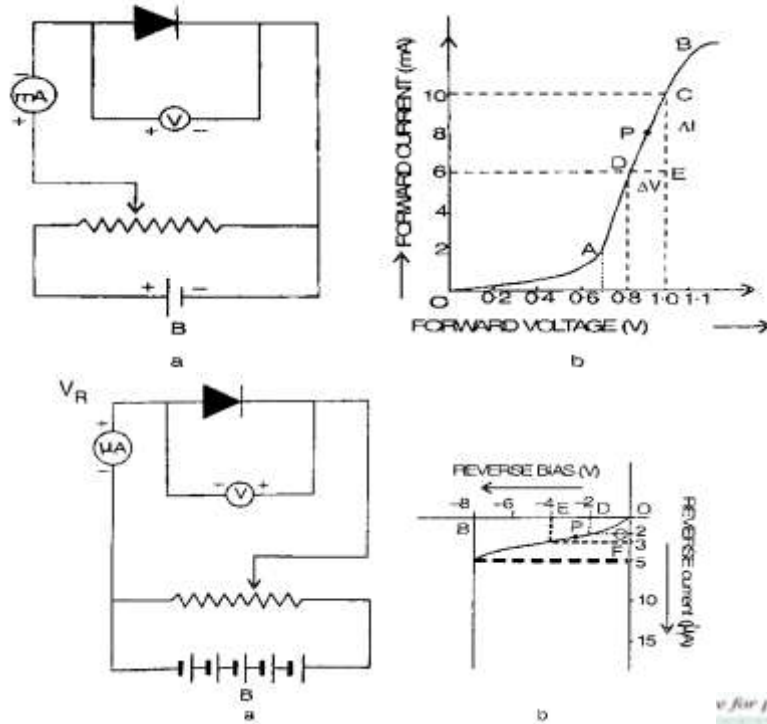 mA
− +
V
+ −
+ −
B
a
FORWARD CURRENT (mA)
10
8
6
4
2
O
B
C
P
ΔI
D
E
ΔV
A
0·2 0·4 0·6 0·8 1·0 1·1
FORWARD VOLTAGE (V)
b
V_R
+
μA
−
− V +
B
a
REVERSE BIAS (V)
−8 −6 −4 −2 O
E D
B
P
2
3
F
5
10
15
REVERSE current (μA)
b